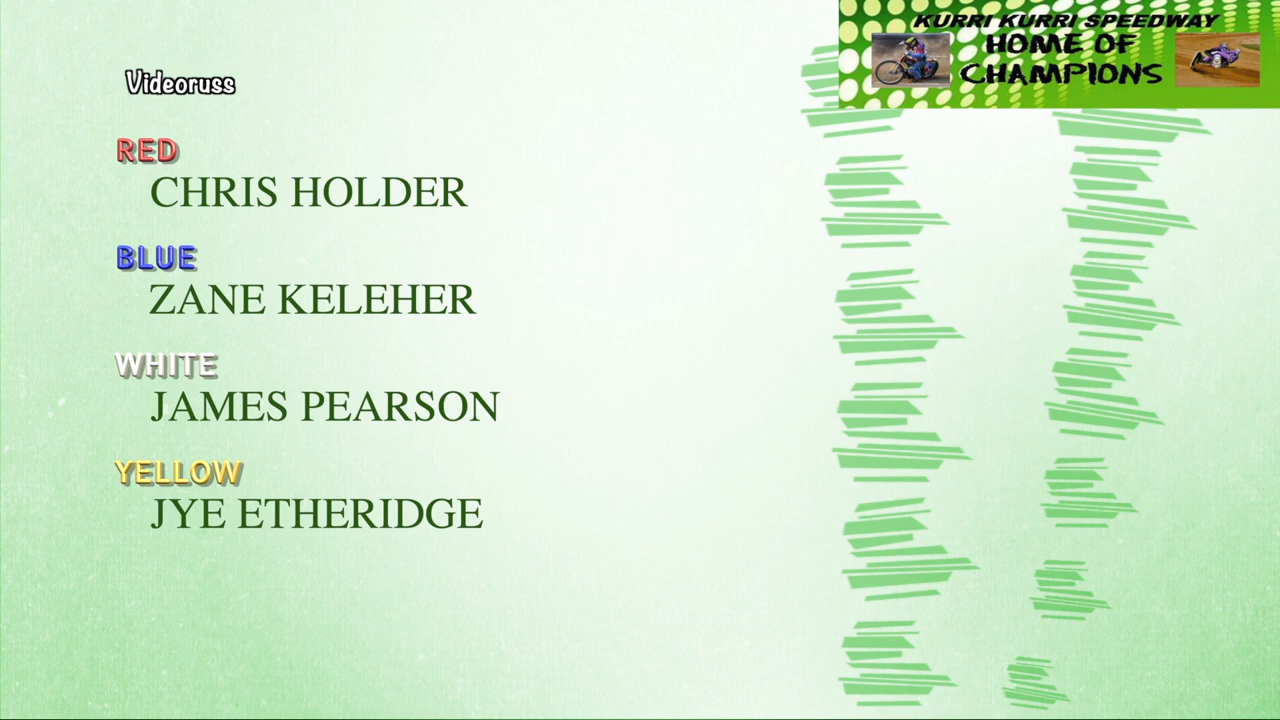 KURRI KURRI SPEEDWAY
HOME OF
CHAMPIONS
Videoruss
RED
CHRIS HOLDER
BLUE
ZANE KELEHER
WHITE
JAMES PEARSON
YELLOW
JYE ETHERIDGE